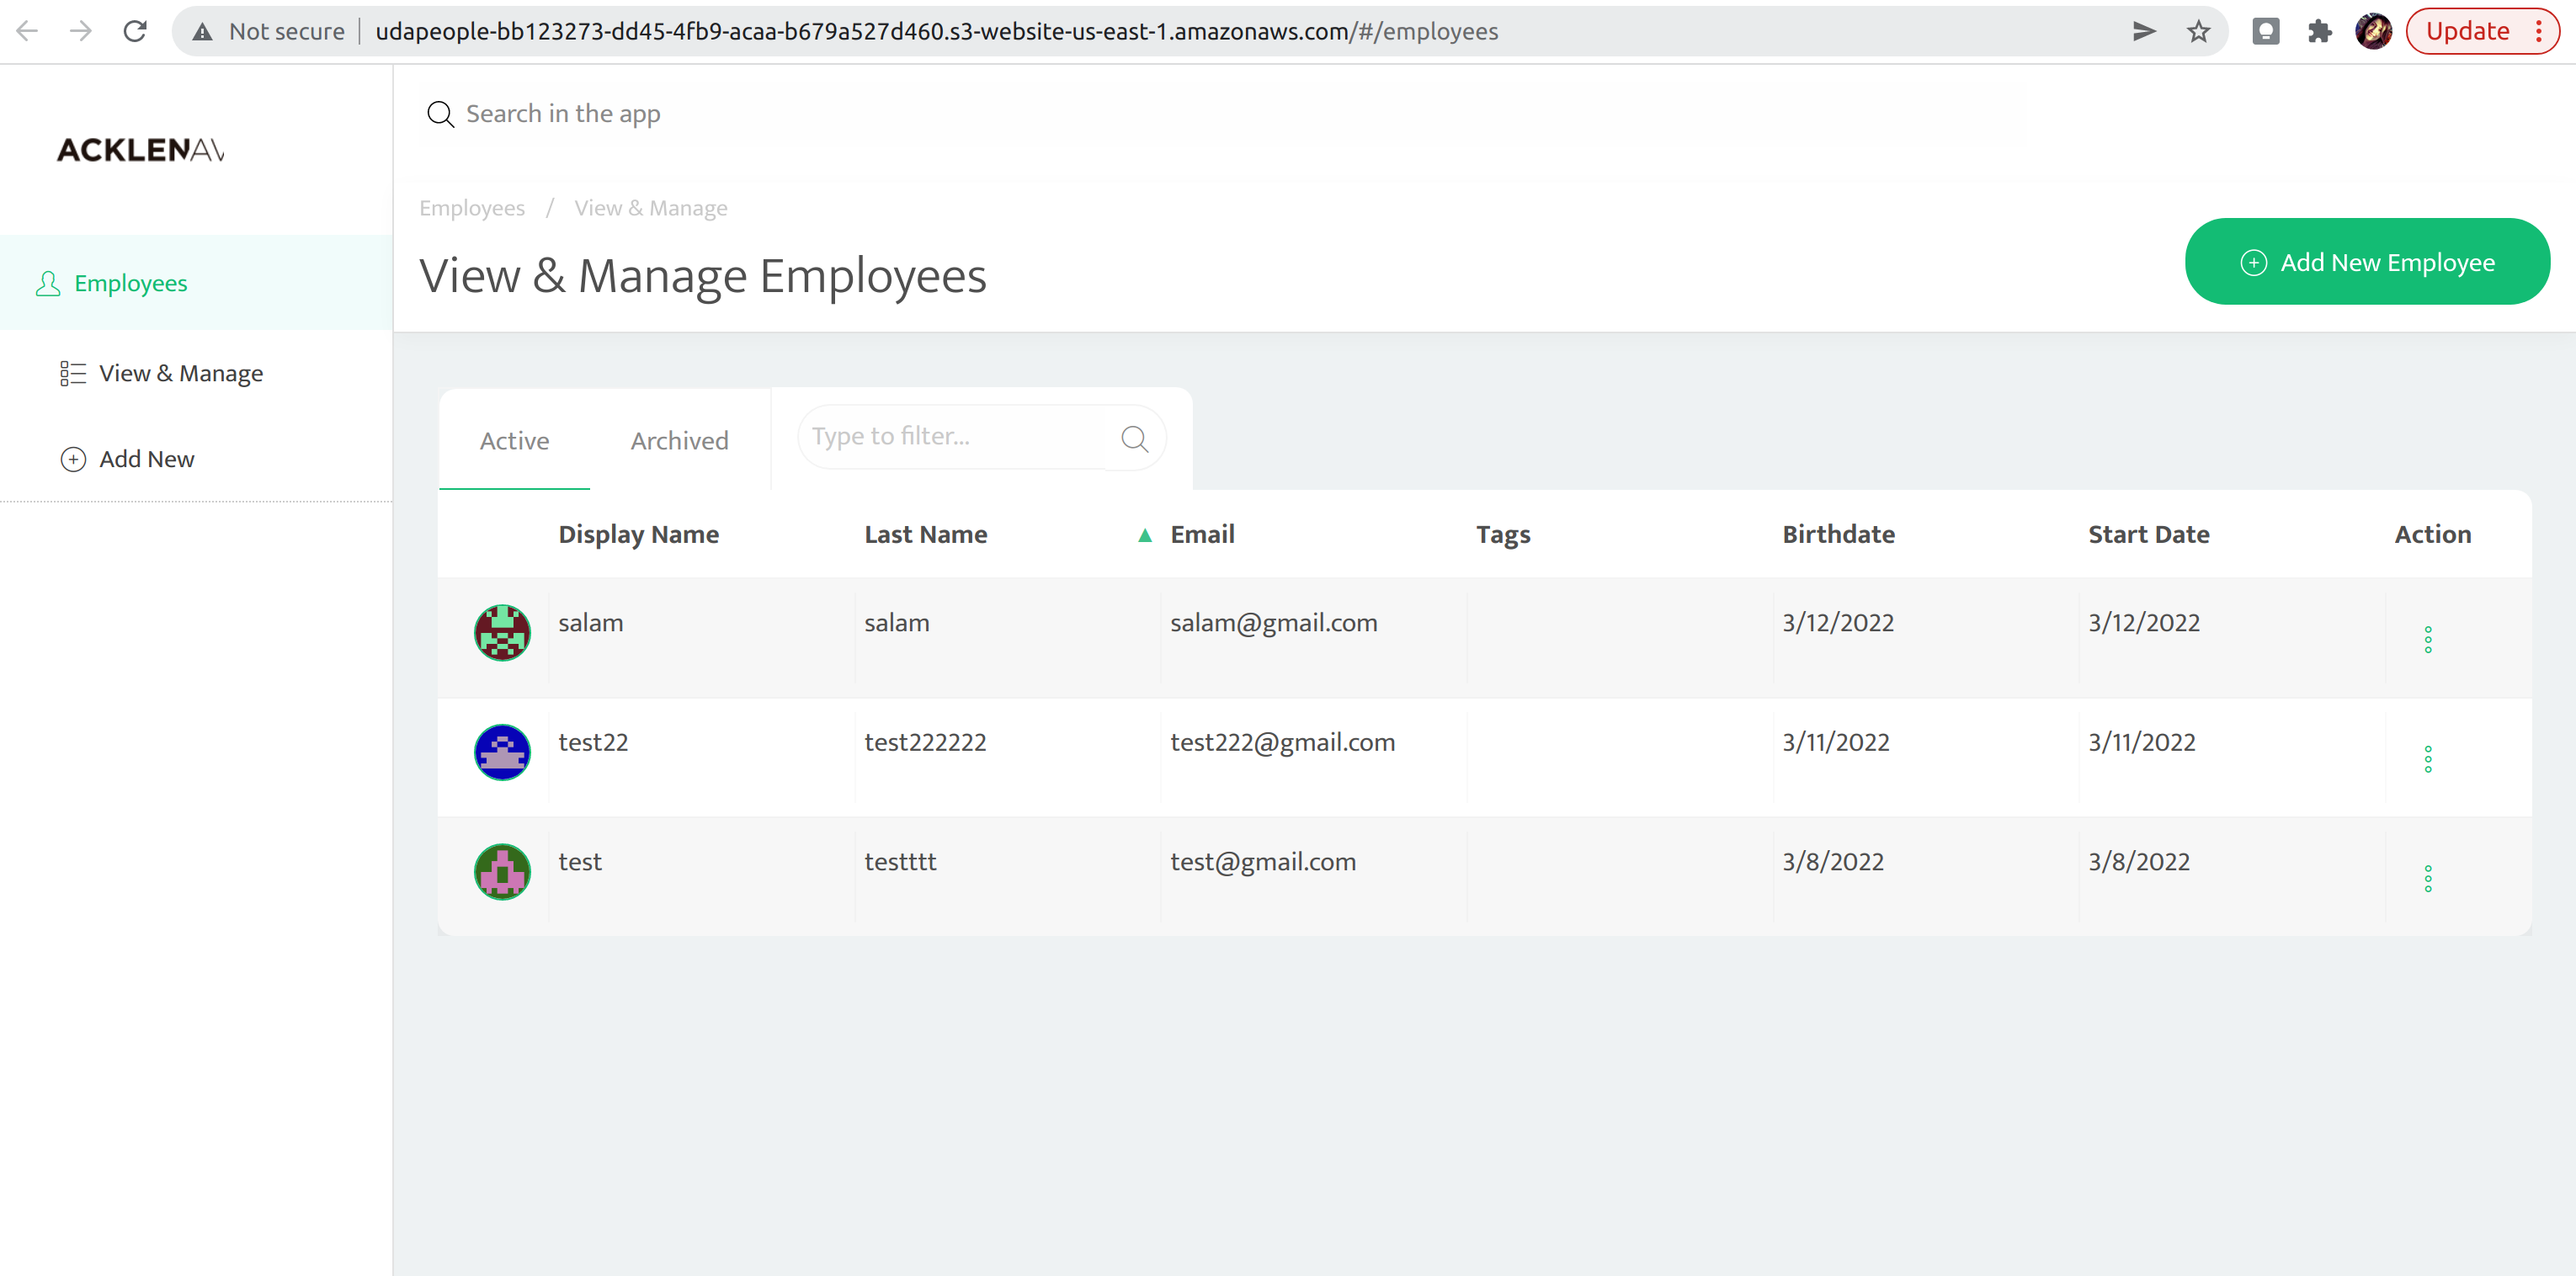 Not secure | udapeople-bb123273-dd45-4fb9-acaa-b679a527d460.s3-website-us-east-1.amazonaws.com/#/employees Update
ACKLENAV
Search in the app
Employees / View & Manage
View & Manage Employees
Add New Employee
Employees
View & Manage
Add New
Active Archived Type to filter...
Display Name Last Name Email Tags Birthdate Start Date Action
salam salam salam@gmail.com 3/12/2022 3/12/2022
test22 test222222 test222@gmail.com 3/11/2022 3/11/2022
test testttt test@gmail.com 3/8/2022 3/8/2022